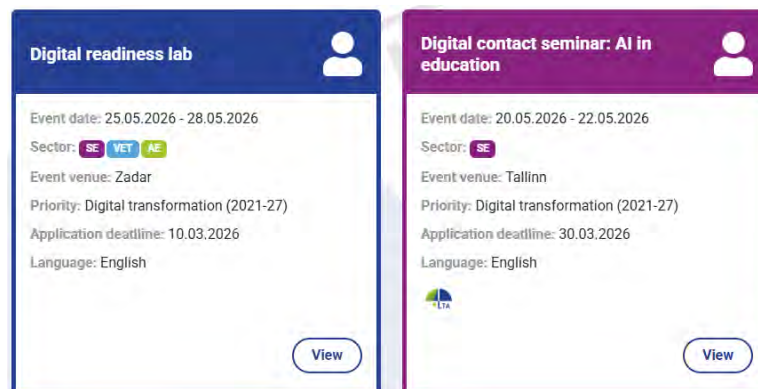 Digital readiness lab
Event date: 25.05.2026 - 28.05.2026
Sector: SE VET AE
Event venue: Zadar
Priority: Digital transformation (2021-27)
Application deatline: 10.03.2026
Language: English
View
Digital contact seminar: AI in
education
Event date: 20.05.2026 - 22.05.2026
Sector: SE
Event venue: Tallinn
Priority: Digital transformation (2021-27)
Application deatline: 30.03.2026
Language: English
LTA
View